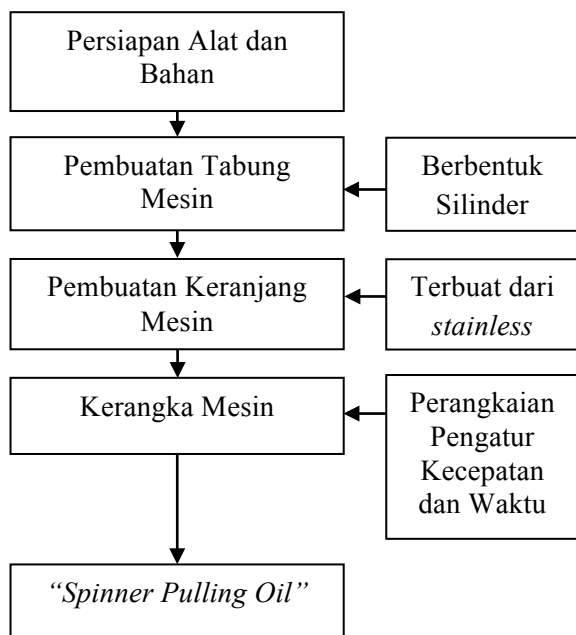 Persiapan Alat dan
Bahan
Pembuatan Tabung
Mesin
Berbentuk
Silinder
Pembuatan Keranjang
Mesin
Terbuat dari
stainless
Kerangka Mesin
Perangkaian
Pengatur
Kecepatan
dan Waktu
“Spinner Pulling Oil”